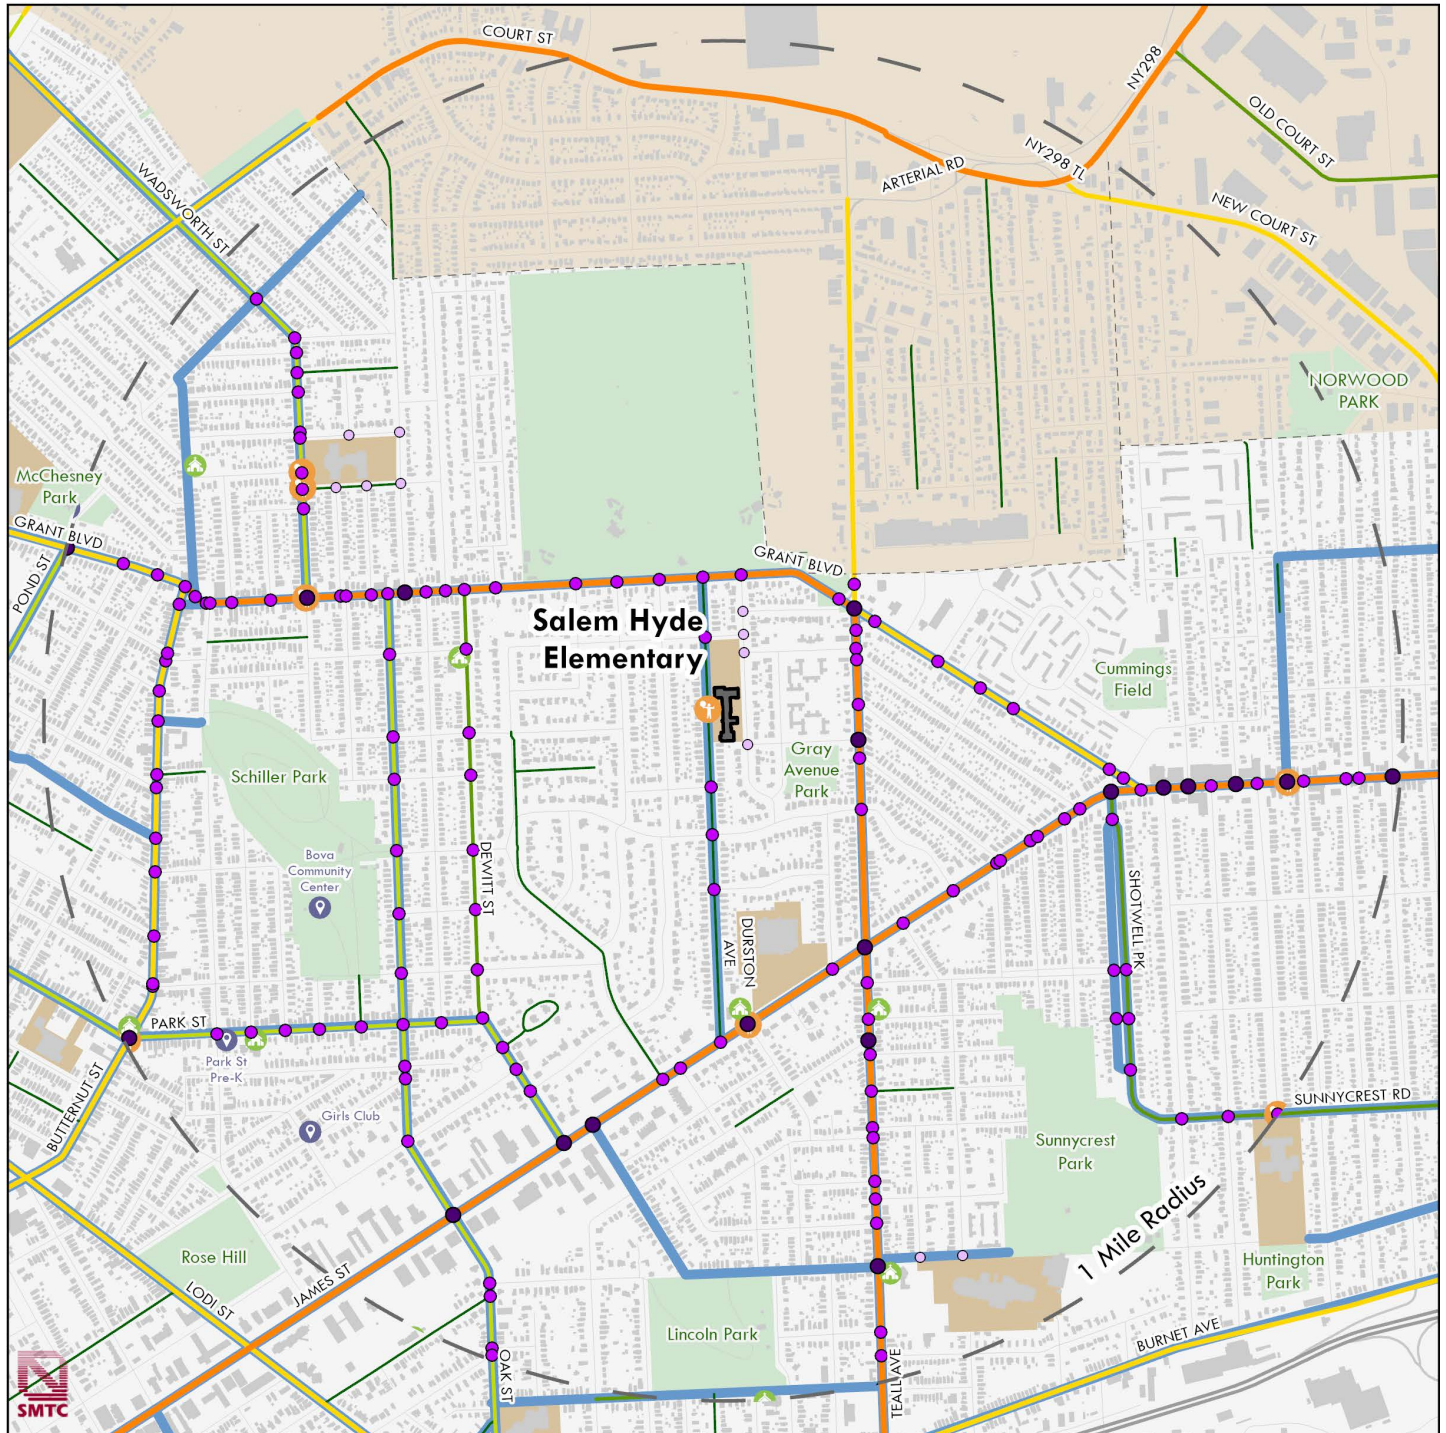 COURT ST
NY298
OLD COURT ST
NY298 TL
ARTERIAL RD
NEW COURT ST
WADSWORTH ST
NORWOOD
PARK
McChesney
Park
GRANT BLVD
POND ST
GRANT BLVD
Salem Hyde
Elementary
Cummings
Field
Gray
Avenue
Park
Schiller Park
Bova
Community
Center
DEWITT ST
SHOTWELL PK
DURSTON
AVE
PARK ST
Park St
Pre-K
BUTTERNUT ST
Girls Club
SUNNYCREST RD
Sunnycrest
Park
1 Mile Radius
Rose Hill
Huntington
Park
JAMES ST
LODI ST
Lincoln Park
BURNET AVE
OAK ST
TEALL AVE
SMTC